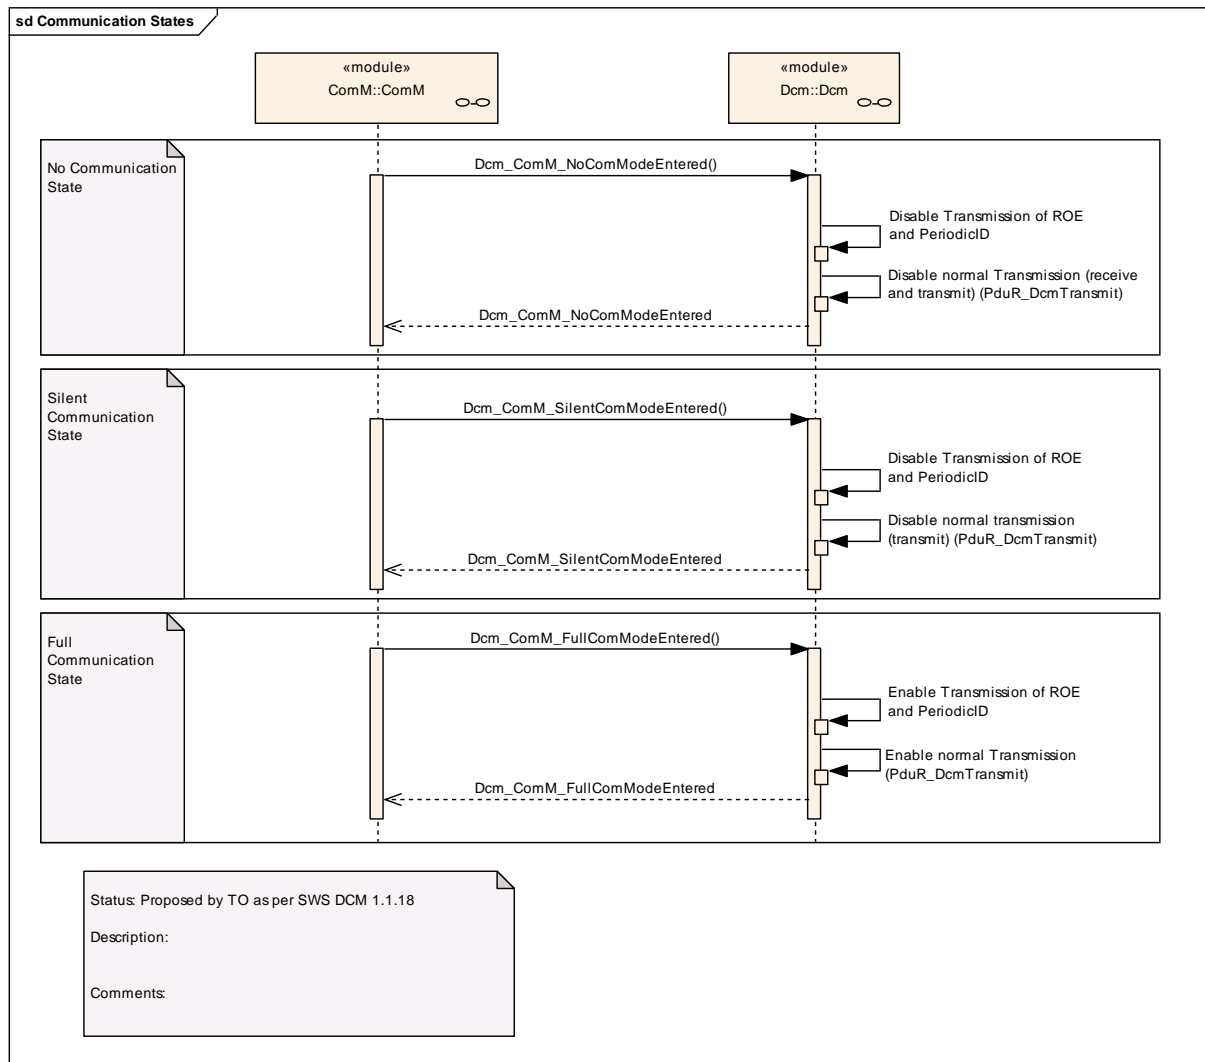 sd Communication States
«module»
ComM::ComM
«module»
Dcm::Dcm
No Communication
State
Dcm_ComM_NoComModeEntered()
Disable Transmission of ROE
and PeriodicID
Disable normal Transmission (receive
and transmit) (PduR_DcmTransmit)
Dcm_ComM_NoComModeEntered
Silent
Communication
State
Dcm_ComM_SilentComModeEntered()
Disable Transmission of ROE
and PeriodicID
Disable normal transmission
(transmit) (PduR_DcmTransmit)
Dcm_ComM_SilentComModeEntered
Full
Communication
State
Dcm_ComM_FullComModeEntered()
Enable Transmission of ROE
and PeriodicID
Enable normal Transmission
(PduR_DcmTransmit)
Dcm_ComM_FullComModeEntered
Status: Proposed by TO as per SWS DCM 1.1.18
Description:
Comments: